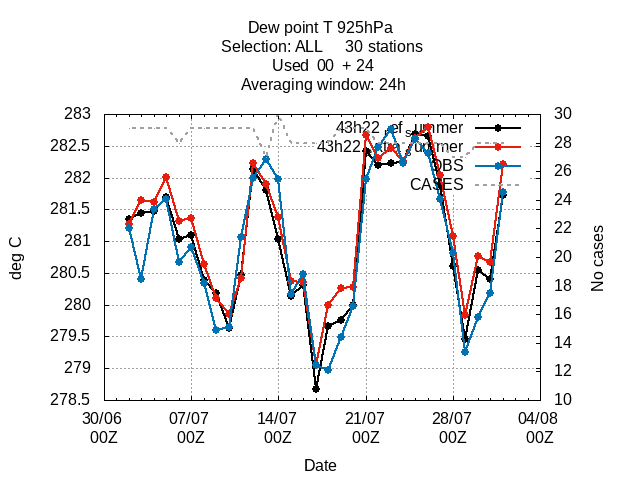 Dew point T 925hPa
Selection: ALL 30 stations
Used 00 + 24
Averaging window: 24h
283
282.5
282
281.5
281
280.5
280
279.5
279
278.5
30
28
26
24
22
20
18
16
14
12
10
deg C
No cases
OBS
CASES
30/06 07/07 14/07 21/07 28/07 04/08
00Z 00Z 00Z 00Z 00Z 00Z
Date